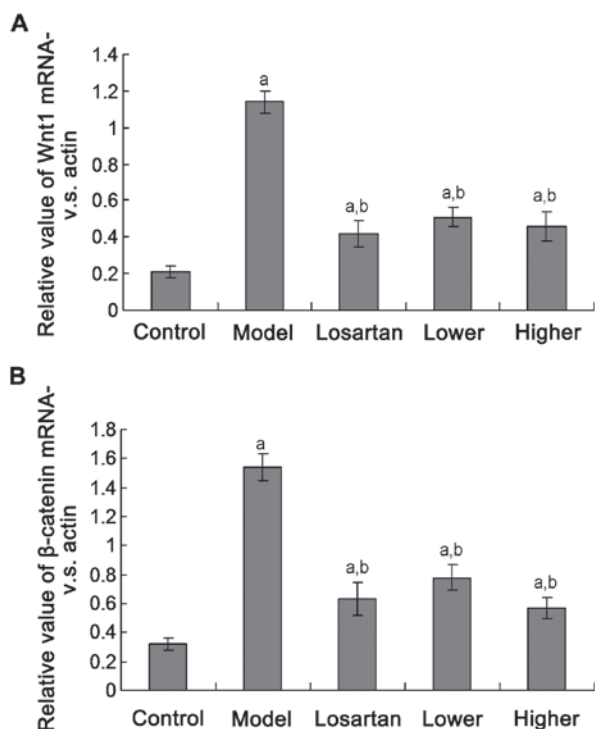 A
Relative value of Wnt1 mRNA-
v.s. actin
1.4
1.2
1
0.8
0.6
0.4
0.2
0
a
a,b
a,b
a,b
Control Model Losartan Lower Higher
B
Relative value of β-catenin mRNA-
v.s. actin
1.8
1.6
1.4
1.2
1
0.8
0.6
0.4
0.2
0
a
a,b
a,b
a,b
Control Model Losartan Lower Higher